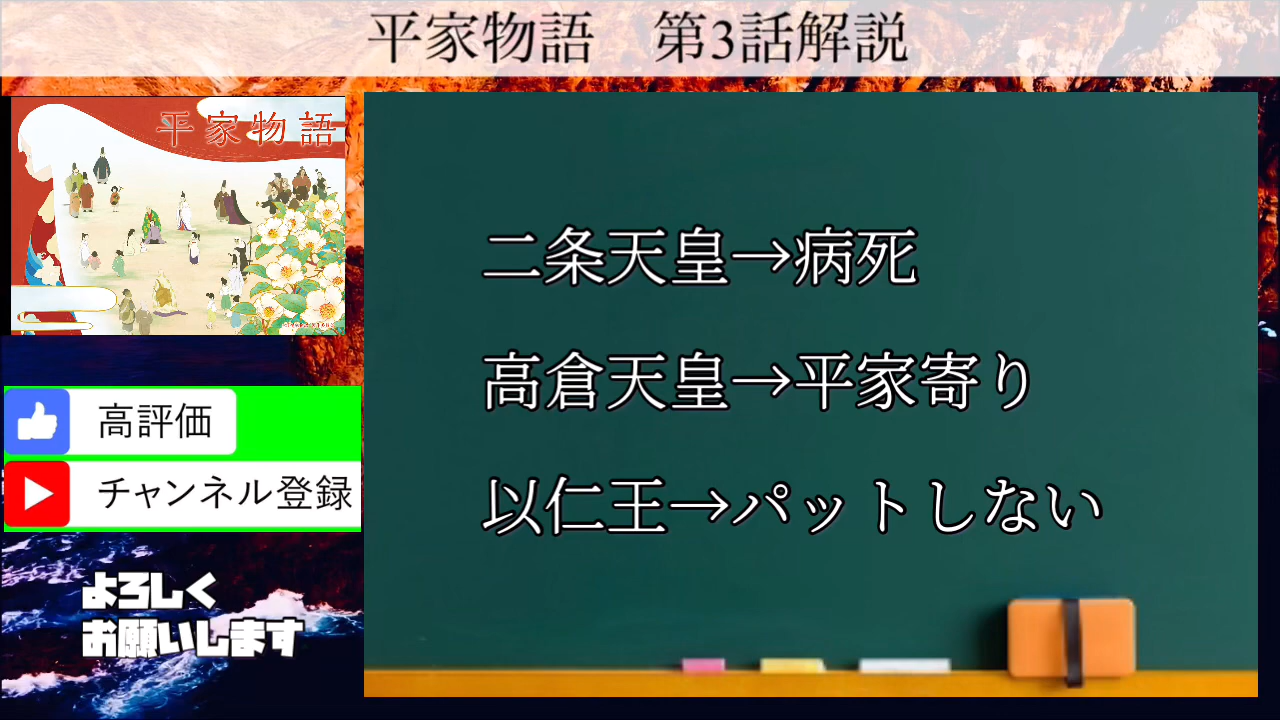 平家物語　第3話解説
平家物語
二条天皇→病死
高倉天皇→平家寄り
以仁王→パットしない
高評価
チャンネル登録
よろしく
お願いします